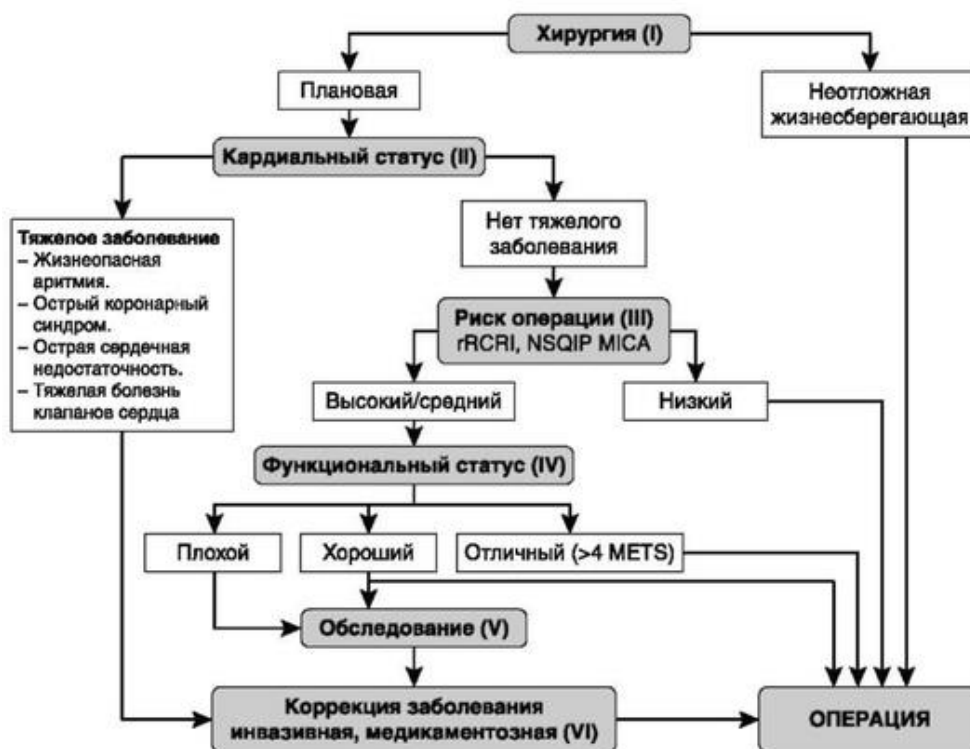 Хирургия (I)
Плановая
Неотложная
жизнесберегающая
Кардиальный статус (II)
Тяжелое заболевание
– Жизнеопасная
аритмия.
– Острый коронарный
синдром.
– Острая сердечная
недостаточность.
– Тяжелая болезнь
клапанов сердца
Нет тяжелого
заболевания
Риск операции (III)
rRCRI, NSQIP MICA
Высокий/средний
Низкий
Функциональный статус (IV)
Плохой
Хороший
Отличный (>4 METS)
Обследование (V)
Коррекция заболевания
инвазивная, медикаментозная (VI)
ОПЕРАЦИЯ